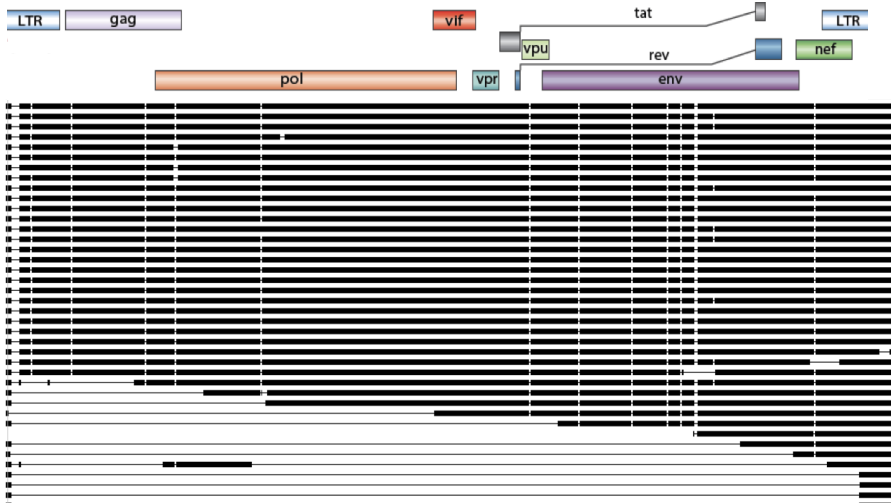 LTR gag vif tat LTR
vpu rev nef
pol vpr env